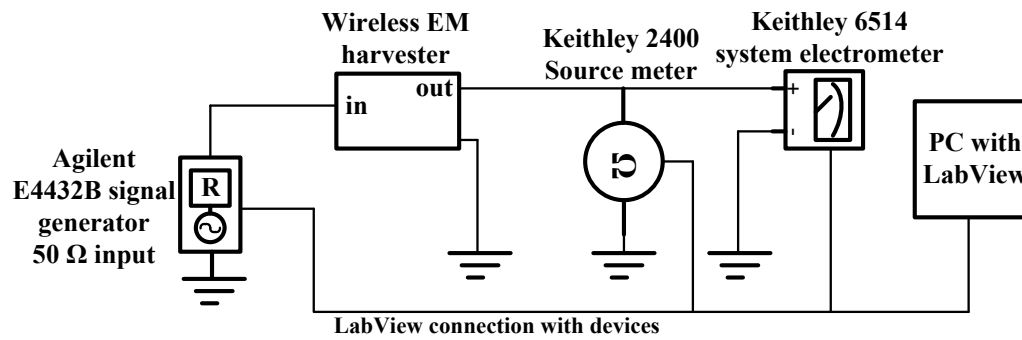 Wireless EM
harvester
Keithley 2400
Source meter
Keithley 6514
system electrometer
in
out
+
-
PC with
LabView
Agilent
E4432B signal
generator
50 Ω input
R
Ω
LabView connection with devices